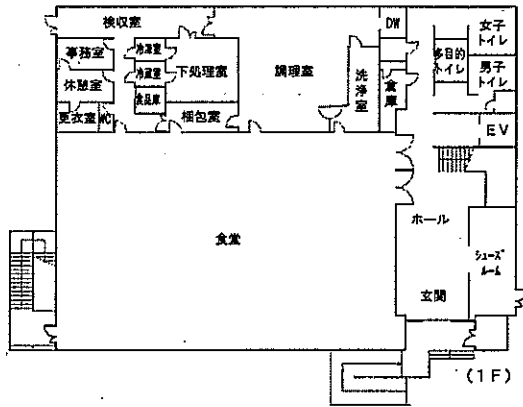 検収室
DW
女子
トイレ
事務室
冷凍室
多目的
トイレ
休憩室
冷蔵室
下処理室
調理室
洗浄室
食庫
男子
トイレ
食品庫
更衣室
WC
梱包室
EV
ホール
食堂
シューズ
ルーム
玄関
(1F)